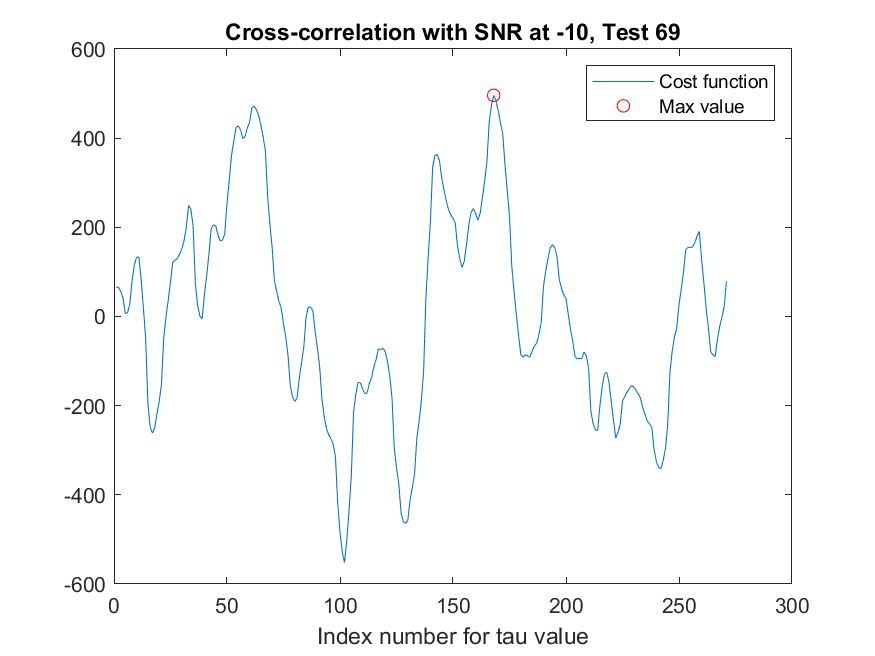 Cross-correlation with SNR at -10, Test 69
600
400
200
0
-200
-400
-600
Cost function
Max value
0 50 100 150 200 250 300
Index number for tau value